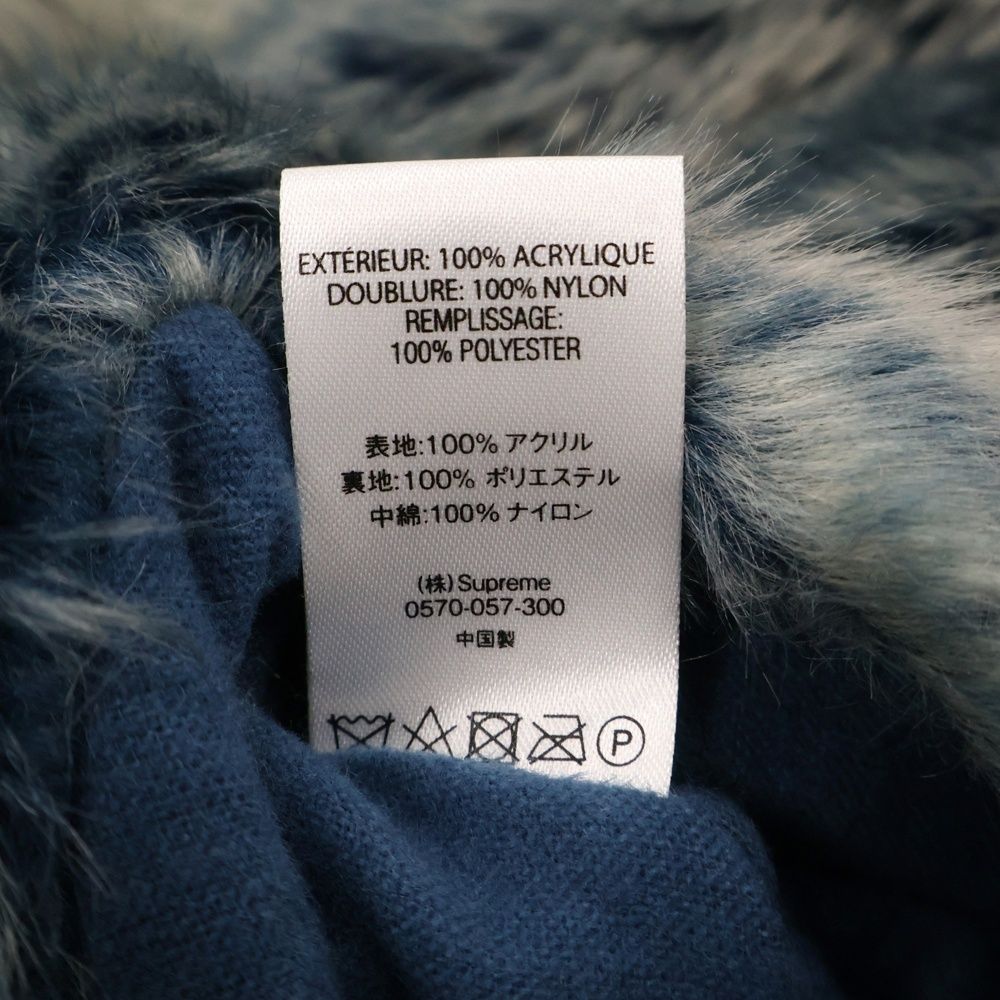 EXTÉRIEUR: 100% ACRYLIQUE
DOUBLURE: 100% NYLON
REMPLISSAGE:
100% POLYESTER
表地:100% アクリル
裏地:100% ポリエステル
中綿:100% ナイロン
(株)Supreme
0570-057-300
中国製
P